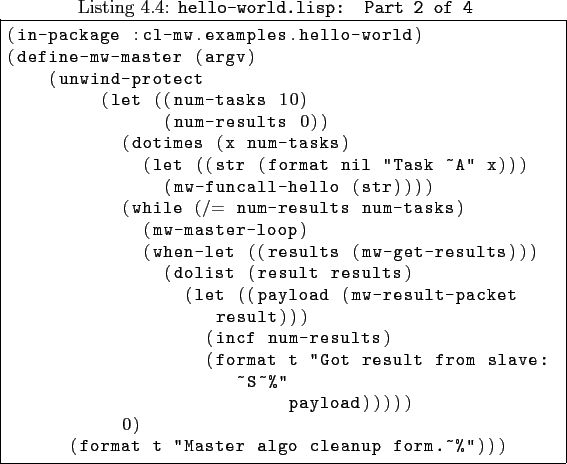 Listing 4.4: hello-world.lisp: Part 2 of 4
(in-package :cl-mw.examples.hello-world)
(define-mw-master (argv)
    (unwind-protect
         (let ((num-tasks 10)
               (num-results 0))
           (dotimes (x num-tasks)
             (let ((str (format nil "Task ~A" x)))
               (mw-funcall-hello (str))))
           (while (/= num-results num-tasks)
             (mw-master-loop)
             (when-let ((results (mw-get-results)))
               (dolist (result results)
                 (let ((payload (mw-result-packet
                    result)))
                   (incf num-results)
                   (format t "Got result from slave:
                      ~S~%"
                           payload)))))
           0)
      (format t "Master algo cleanup form.~%")))